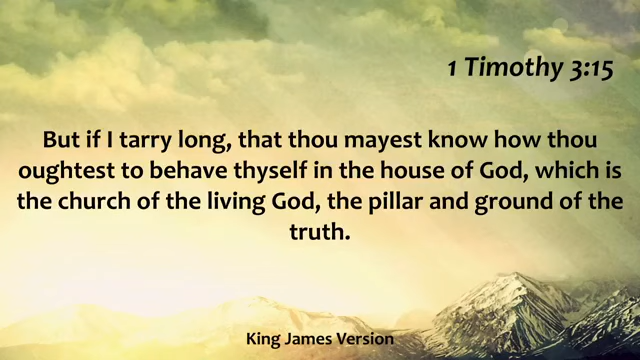 1 Timothy 3:15
But if I tarry long, that thou mayest know how thou
oughtest to behave thyself in the house of God, which is
the church of the living God, the pillar and ground of the
truth.
King James Version